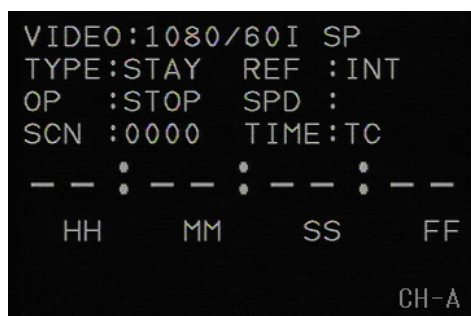 VIDEO:1080/60I SP
TYPE:STAY REF :INT
OP :STOP SPD :
SCN :0000 TIME:TC
--:--:--:--
HH MM SS FF
CH-A